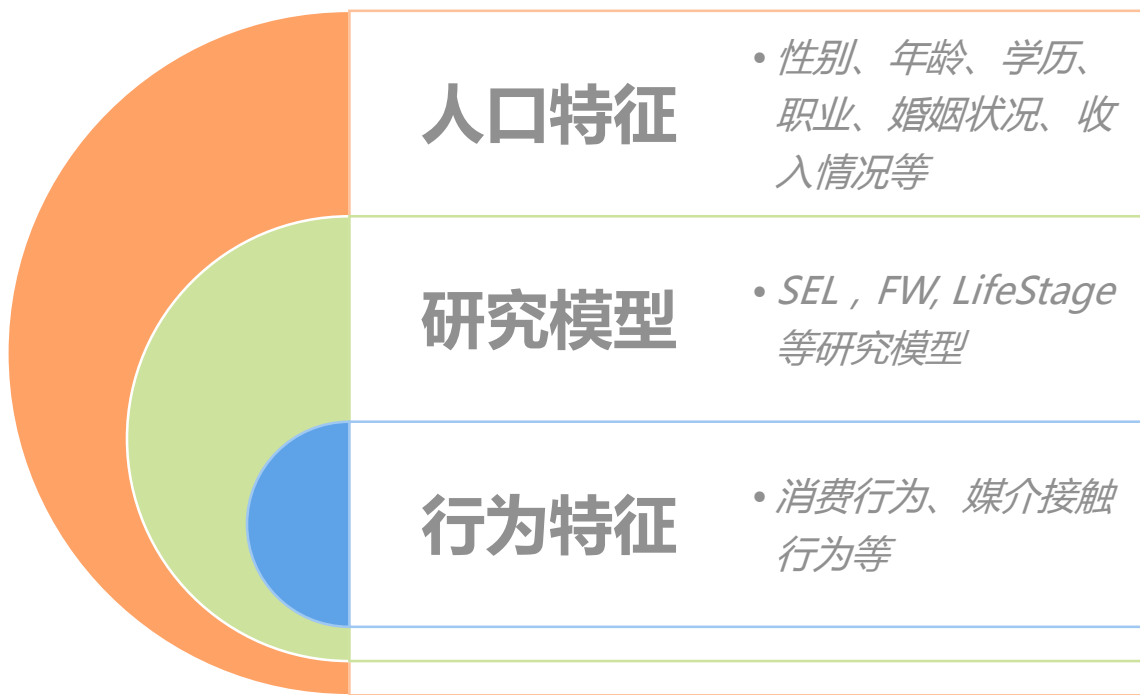 人口特征
• 性别、年龄、学历、
职业、婚姻状况、收
入情况等
研究模型
• SEL , FW, LifeStage
等研究模型
行为特征
• 消费行为、媒介接触
行为等